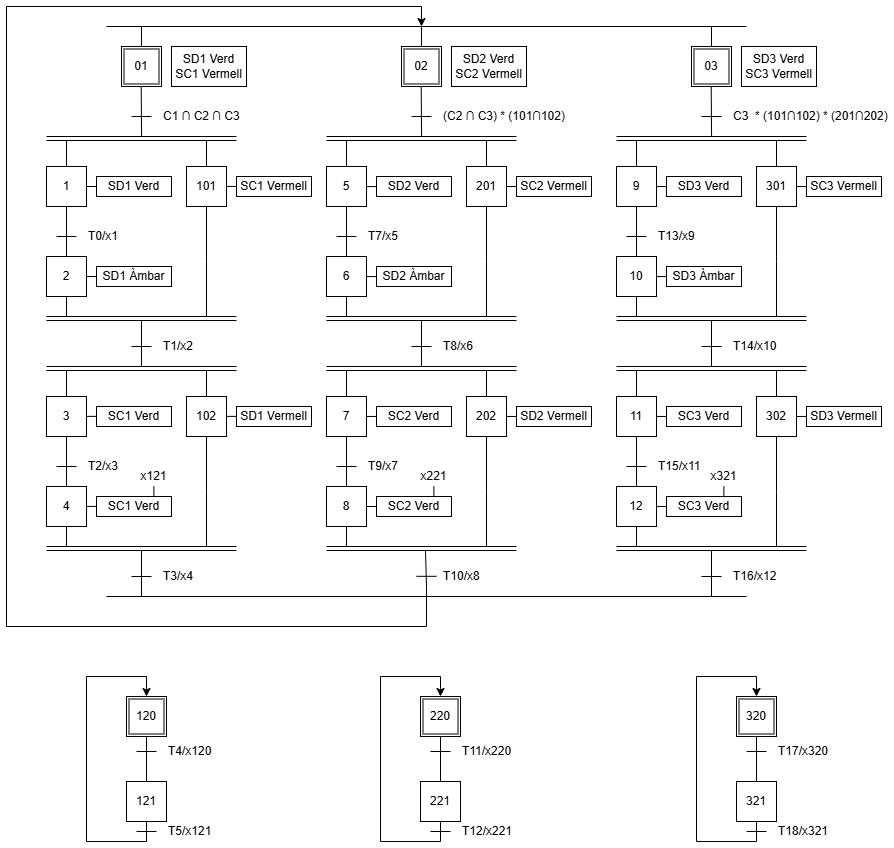 01
SD1 Verd
SC1 Vermell
02
SD2 Verd
SC2 Vermell
03
SD3 Verd
SC3 Vermell
C1 ∩ C2 ∩ C3
(C2 ∩ C3) * (101∩102)
C3 * (101∩102) * (201∩202)
1
SD1 Verd
101
SC1 Vermell
5
SD2 Verd
201
SC2 Vermell
9
SD3 Verd
301
SC3 Vermell
T0/x1
T7/x5
T13/x9
2
SD1 Àmbar
6
SD2 Àmbar
10
SD3 Àmbar
T1/x2
T8/x6
T14/x10
3
SC1 Verd
102
SD1 Vermell
7
SC2 Verd
202
SD2 Vermell
11
SC3 Verd
302
SD3 Vermell
T2/x3
T9/x7
T15/x11
x121
x221
x321
4
SC1 Verd
8
SC2 Verd
12
SC3 Verd
T3/x4
T10/x8
T16/x12
120
220
320
T4/x120
T11/x220
T17/x320
121
221
321
T5/x121
T12/x221
T18/x321